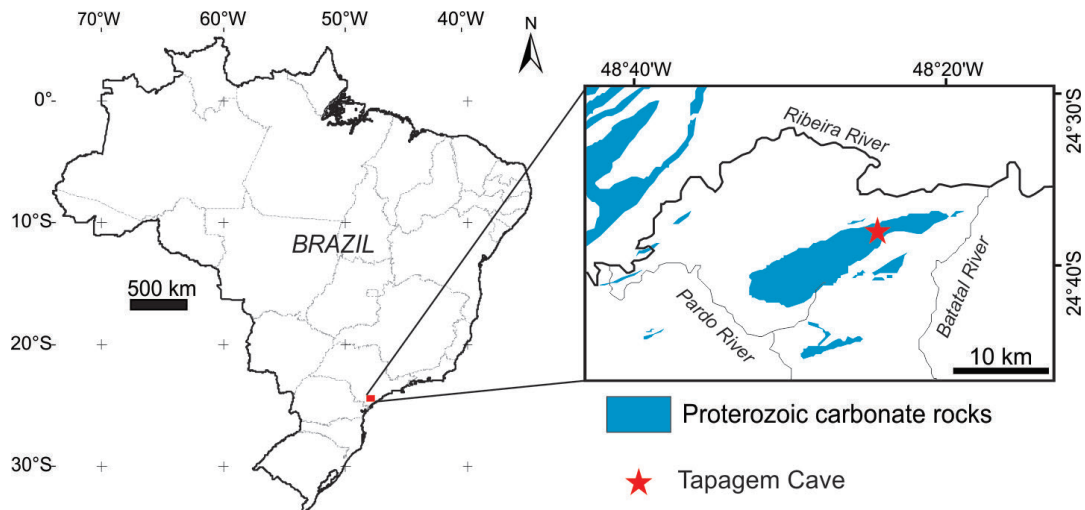 70°W 60°W 50°W 40°W
N
0°
10°S
20°S
30°S
BRAZIL
500 km
48°40'W 48°20'W
24°30'S
24°40'S
Ribeira River
Pardo River
Batatal River
10 km
Proterozoic carbonate rocks
Tapagem Cave